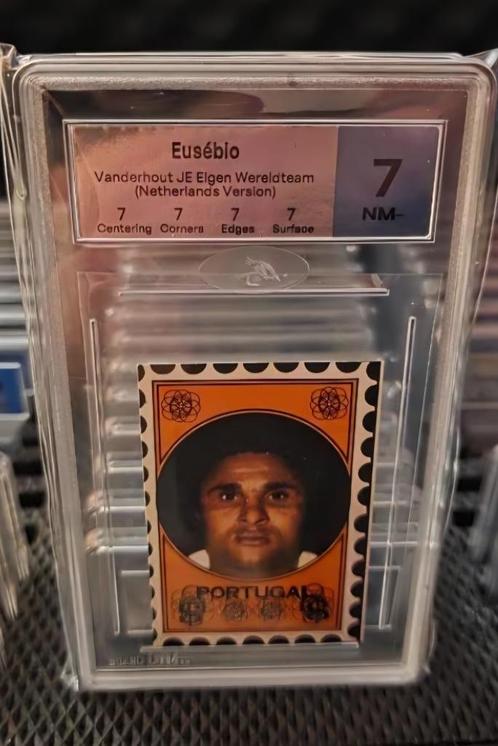 Eusébio
Vanderhout JE Eigen Wereldteam
(Netherlands Version)
7 7 7 7
Centering Corners Edges Surface
7
NM-
PORTUGAL